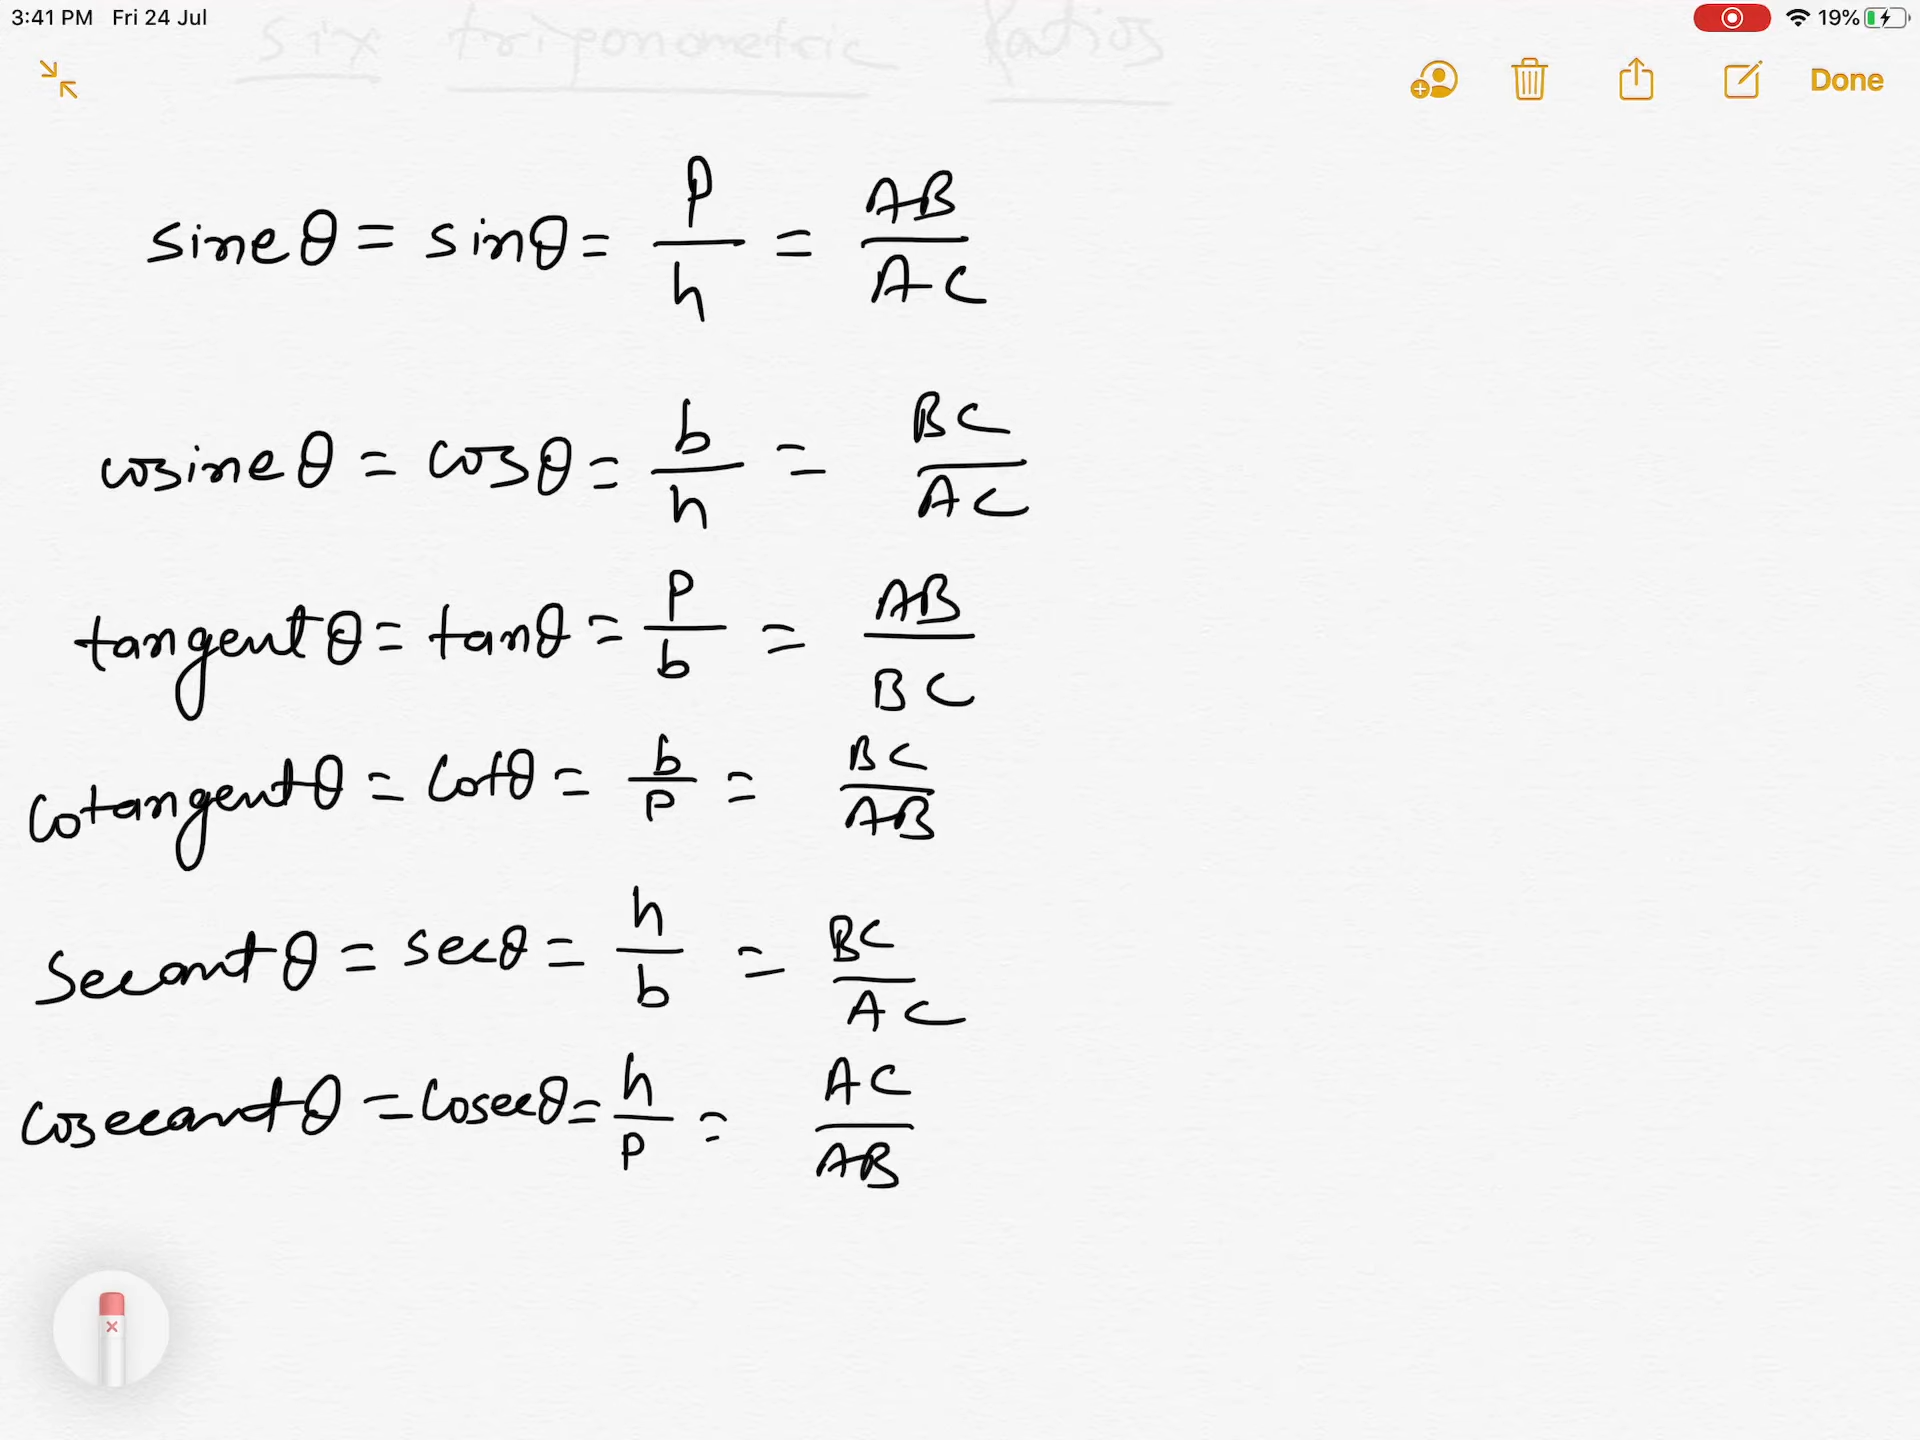 3:41 PM Fri 24 Jul 19%
six trigonometric Ratios
Done
sine θ = sin θ = p/h = AB/AC
cosine θ = cos θ = b/h = BC/AC
tangent θ = tan θ = p/b = AB/BC
cotangent θ = cot θ = b/p = BC/AB
secant θ = sec θ = h/b = BC/AC
cosecant θ = cosec θ = h/p = AC/AB